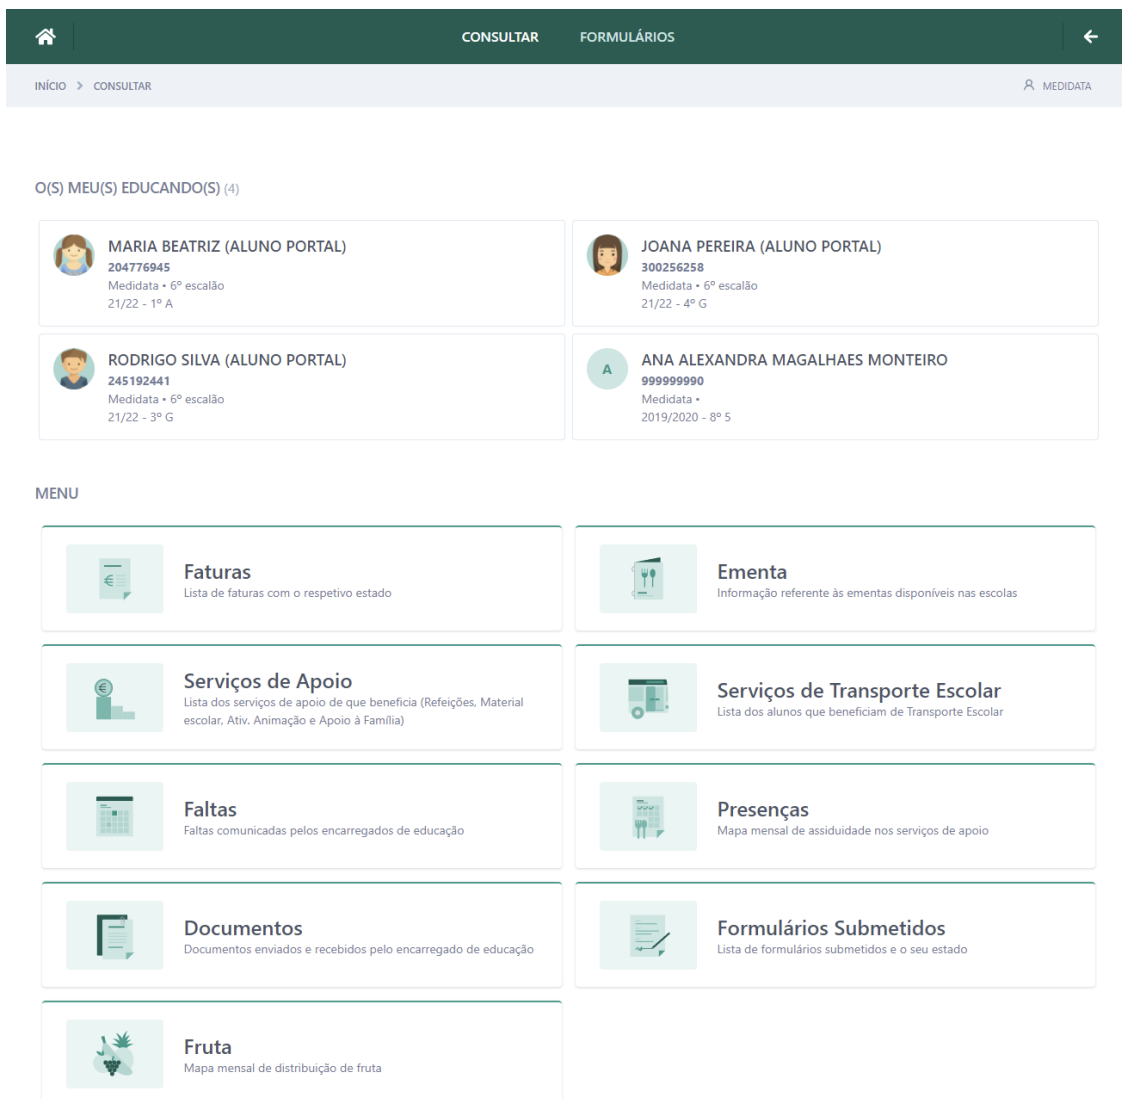 CONSULTAR FORMULÁRIOS
INÍCIO > CONSULTAR
MEDIDATA
O(S) MEU(S) EDUCANDO(S) (4)
MARIA BEATRIZ (ALUNO PORTAL)
204776945
Medidata • 6º escalão
21/22 - 1º A
JOANA PEREIRA (ALUNO PORTAL)
300256258
Medidata • 6º escalão
21/22 - 4º G
RODRIGO SILVA (ALUNO PORTAL)
245192441
Medidata • 6º escalão
21/22 - 3º G
A
ANA ALEXANDRA MAGALHAES MONTEIRO
999999990
Medidata •
2019/2020 - 8º 5
MENU
Faturas
Lista de faturas com o respetivo estado
Ementa
Informação referente às ementas disponíveis nas escolas
Serviços de Apoio
Lista dos serviços de apoio de que beneficia (Refeições, Material
escolar, Ativ. Animação e Apoio à Família)
Serviços de Transporte Escolar
Lista dos alunos que beneficiam de Transporte Escolar
Faltas
Faltas comunicadas pelos encarregados de educação
Presenças
Mapa mensal de assiduidade nos serviços de apoio
Documentos
Documentos enviados e recebidos pelo encarregado de educação
Formulários Submetidos
Lista de formulários submetidos e o seu estado
Fruta
Mapa mensal de distribuição de fruta